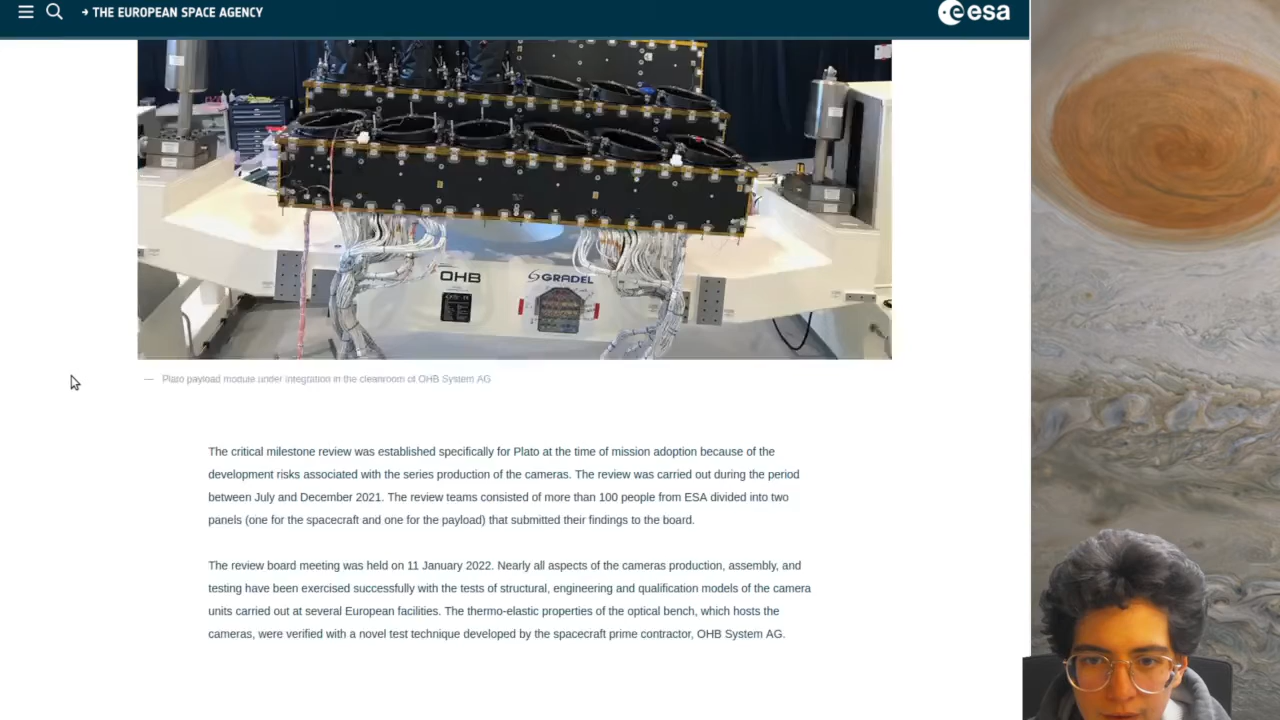 → THE EUROPEAN SPACE AGENCY
esa
OHB
GRADEL
— Plato payload module under integration in the cleanroom of OHB System AG
The critical milestone review was established specifically for Plato at the time of mission adoption because of the
development risks associated with the series production of the cameras. The review was carried out during the period
between July and December 2021. The review teams consisted of more than 100 people from ESA divided into two
panels (one for the spacecraft and one for the payload) that submitted their findings to the board.
The review board meeting was held on 11 January 2022. Nearly all aspects of the cameras production, assembly, and
testing have been exercised successfully with the tests of structural, engineering and qualification models of the camera
units carried out at several European facilities. The thermo-elastic properties of the optical bench, which hosts the
cameras, were verified with a novel test technique developed by the spacecraft prime contractor, OHB System AG.